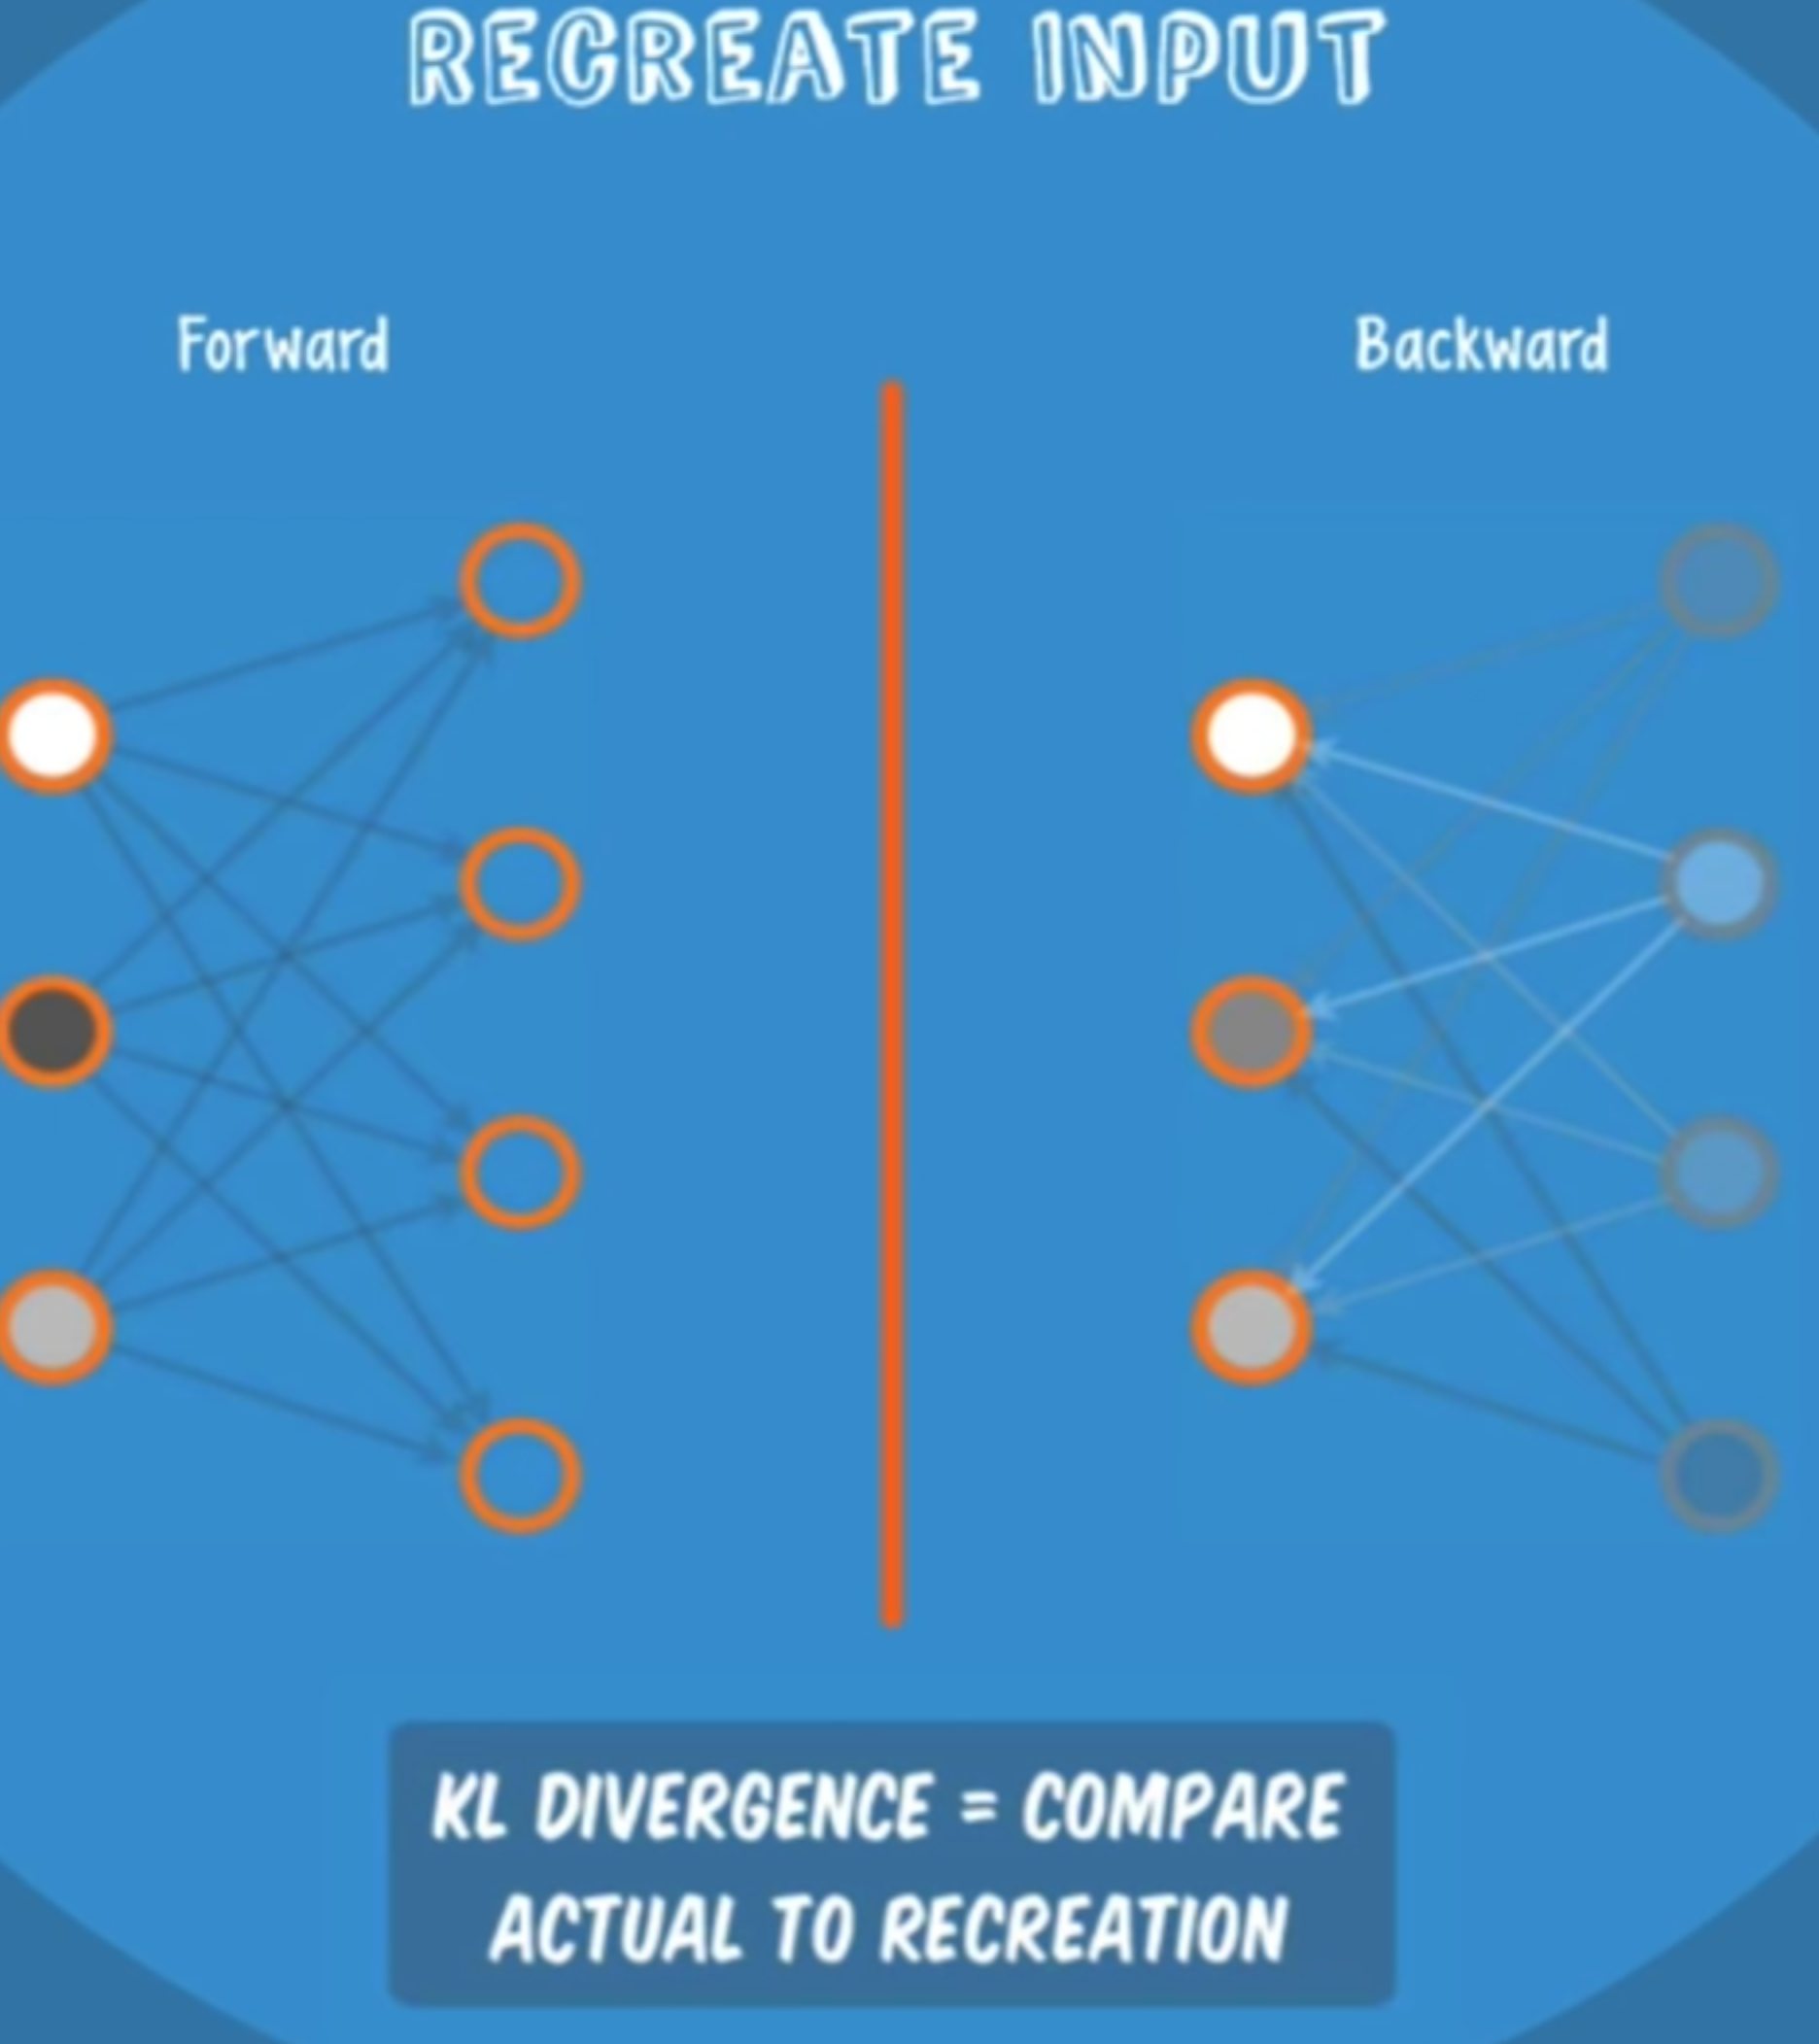 RECREATE INPUT
Forward
Backward
KL DIVERGENCE = COMPARE
ACTUAL TO RECREATION